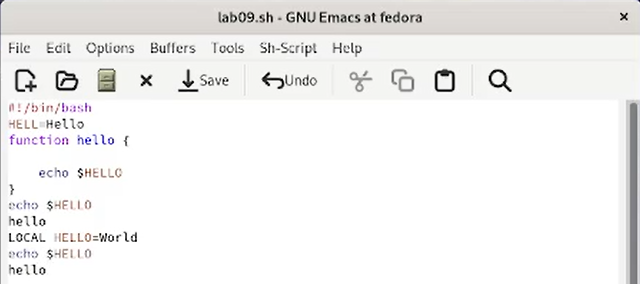 lab09.sh - GNU Emacs at fedora
File Edit Options Buffers Tools Sh-Script Help
Save Undo
#!/bin/bash
HELL=Hello
function hello {
echo $HELLO
}
echo $HELLO
hello
LOCAL HELLO=World
echo $HELLO
hello